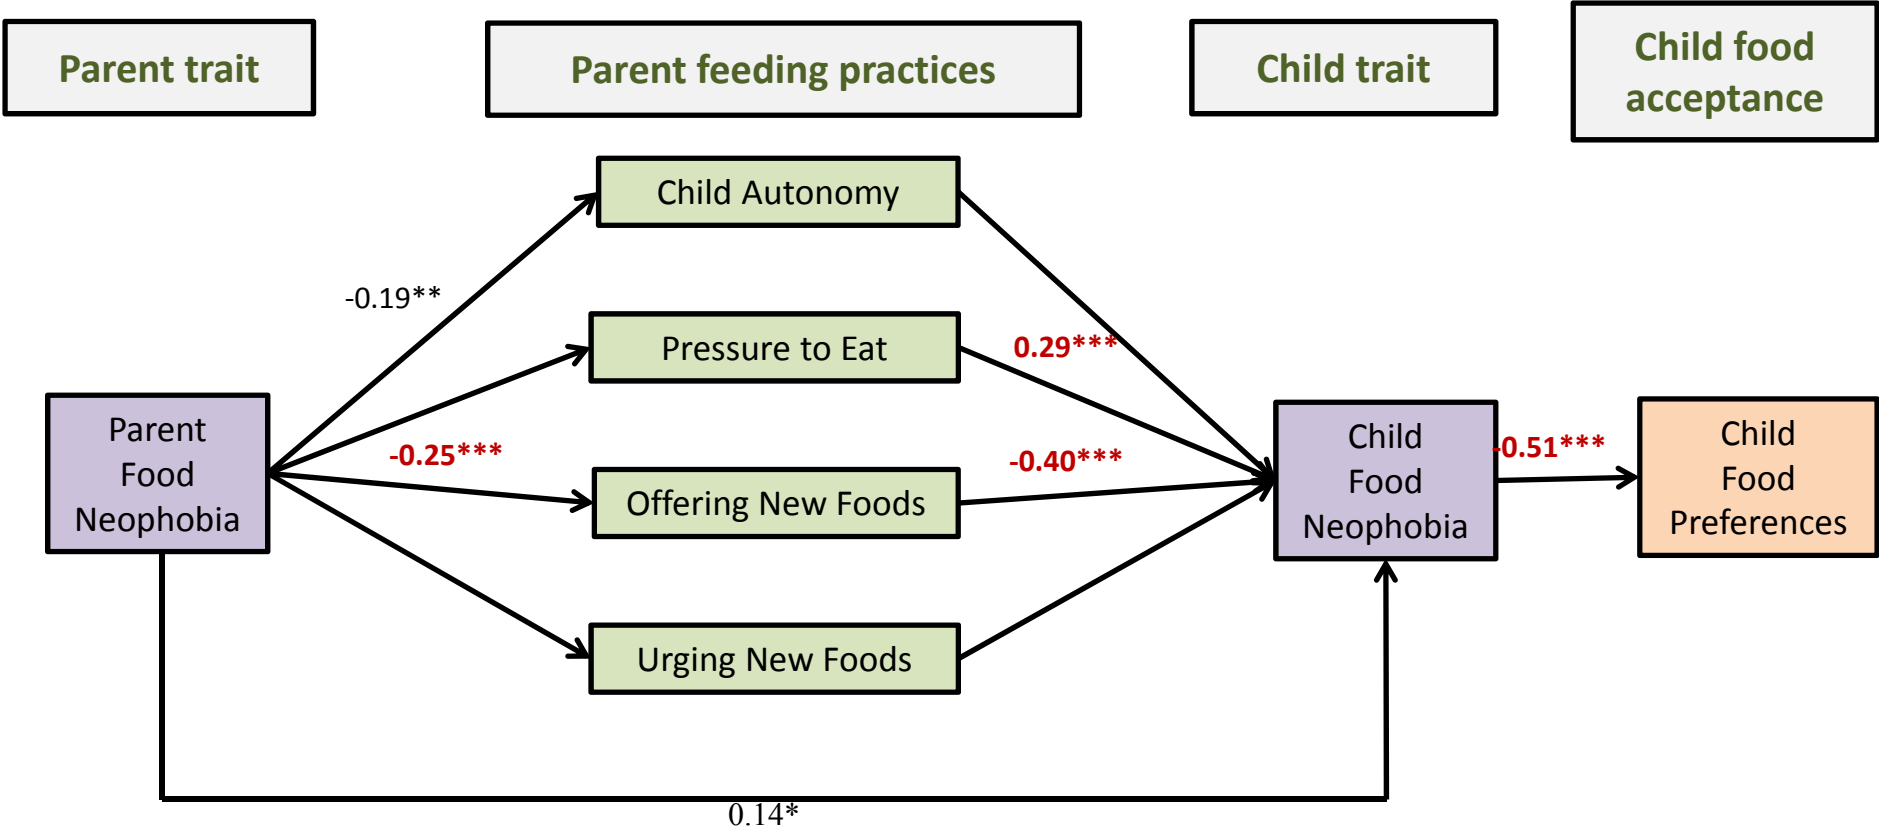 Parent trait
Parent feeding practices
Child trait
Child food
acceptance
Child Autonomy
-0.19**
Pressure to Eat
0.29***
Parent
Food
Neophobia
-0.25***
Offering New Foods
-0.40***
Child
Food
Neophobia
-0.51***
Child
Food
Preferences
Urging New Foods
0.14*